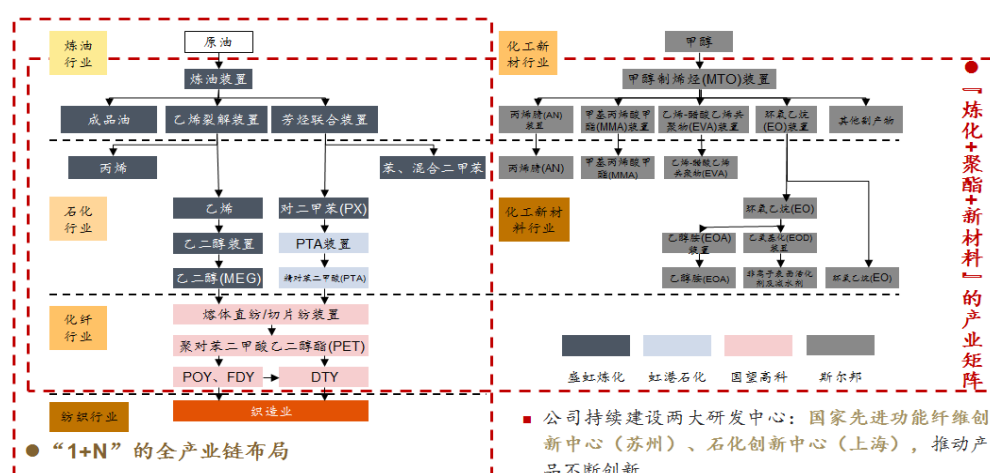 炼油
行业
原油
炼油装置
成品油
乙烯裂解装置
芳烃联合装置
丙烯
苯、混合二甲苯
石化
行业
乙烯
对二甲苯(PX)
乙二醇装置
PTA装置
乙二醇(MEG)
精对苯二甲酸(PTA)
化纤
行业
熔体直纺/切片纺装置
聚对苯二甲酸乙二醇酯(PET)
POY、FDY
DTY
纺织行业
织造业
“1+N”的全产业链布局
化工新
材行业
甲醇
甲醇制烯烃(MTO)装置
丙烯腈(AN)
装置
甲基丙烯酸甲
酯(MMA)装置
乙烯-醋酸乙烯共
聚物(EVA)装置
环氧乙烷
(EO)装置
其他副产物
丙烯腈(AN)
甲基丙烯酸甲
酯(MMA)
乙烯-醋酸乙烯
共聚物(EVA)
化工新材
料行业
环氧乙烷(EO)
乙醇胺(EOA)
装置
乙氧基化(EOD)
装置
乙醇胺(EOA)
非离子表面活化
剂及减水剂
环氧乙烷(EO)
盛虹炼化
虹港石化
国望高科
斯尔邦
『炼化+聚酯+新材料』的产业矩阵
公司持续建设两大研发中心：国家先进功能纤维创
新中心（苏州）、石化创新中心（上海），推动产
品不断创新